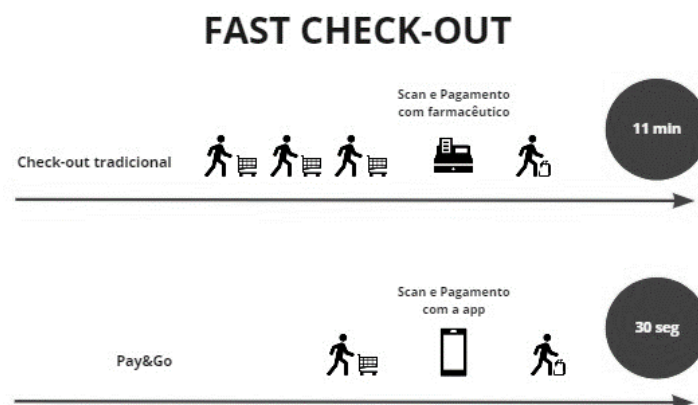 FAST CHECK-OUT
Scan e Pagamento
com farmacêutico
11 min
Check-out tradicional
Scan e Pagamento
com a app
30 seg
Pay&Go